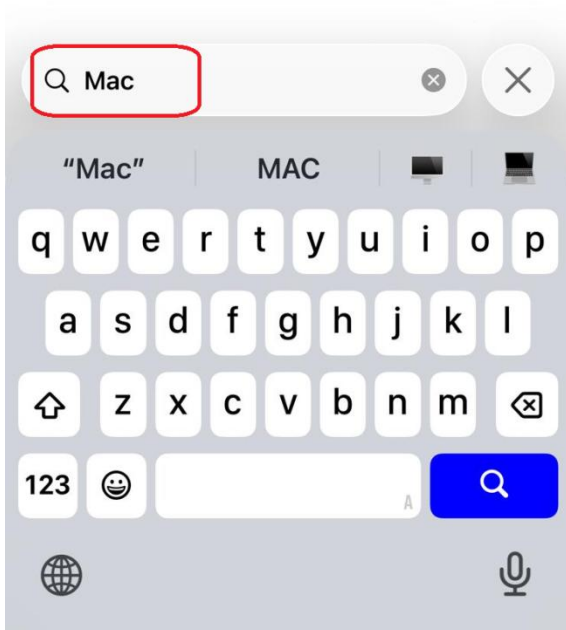 Mac
“Mac” MAC
q w e r t y u i o p
a s d f g h j k l
z x c v b n m
123
A